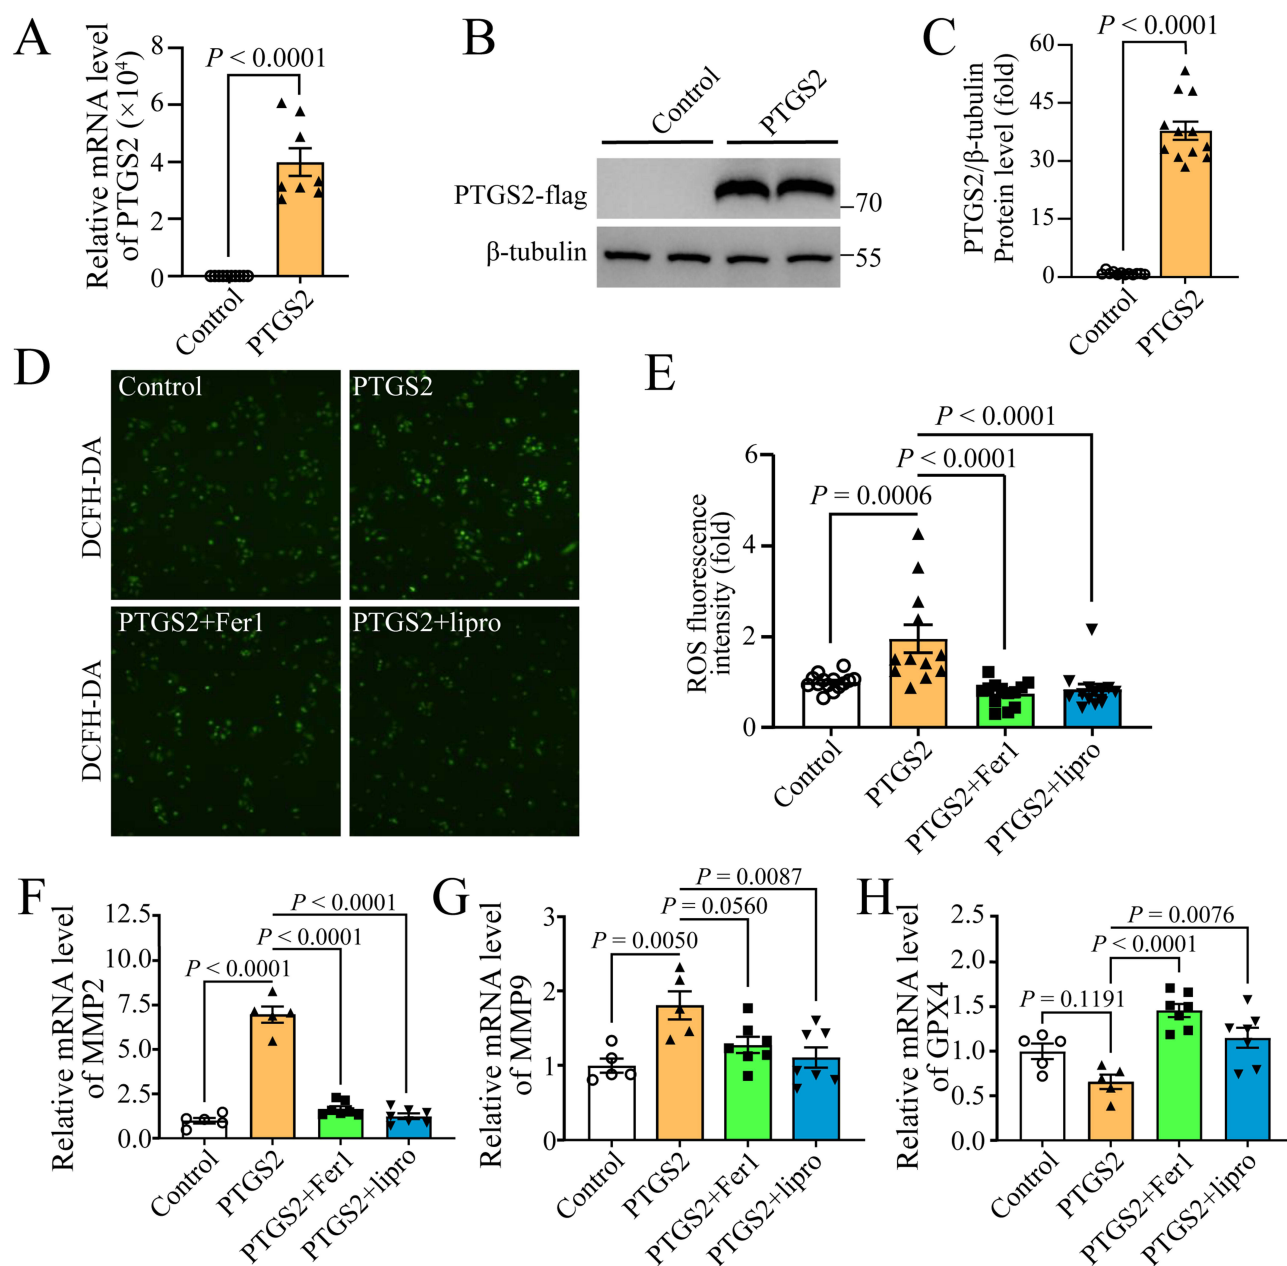 A
Relative mRNA level
of PTGS2 (×10⁴)
P < 0.0001
8
6
4
2
0
Control
PTGS2
B
Control
PTGS2
PTGS2-flag
70
β-tubulin
55
C
PTGS2/β-tubulin
Protein level (fold)
P < 0.0001
60
45
30
15
0
Control
PTGS2
D
DCFH-DA
Control
PTGS2
DCFH-DA
PTGS2+Fer1
PTGS2+lipro
E
ROS fluorescence
intensity (fold)
P < 0.0001
P < 0.0001
P = 0.0006
6
4
2
0
Control
PTGS2
PTGS2+Fer1
PTGS2+lipro
F
Relative mRNA level
of MMP2
P < 0.0001
P < 0.0001
P < 0.0001
12.5
10.0
7.5
5.0
2.5
0.0
Control
PTGS2
PTGS2+Fer1
PTGS2+lipro
G
Relative mRNA level
of MMP9
P = 0.0087
P = 0.0560
P = 0.0050
3
2
1
0
Control
PTGS2
PTGS2+Fer1
PTGS2+lipro
H
Relative mRNA level
of GPX4
P = 0.0076
P < 0.0001
P = 0.1191
2.5
2.0
1.5
1.0
0.5
0.0
Control
PTGS2
PTGS2+Fer1
PTGS2+lipro